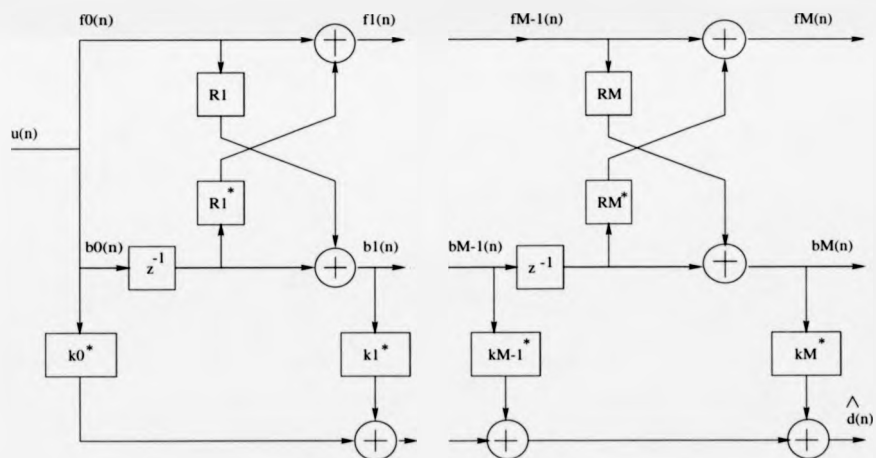 f0(n) f1(n) fM-1(n) fM(n)
R1 RM
u(n)
R1* RM*
b0(n) b1(n) bM-1(n) bM(n)
z-1 z-1
+ + + +
k0* k1* kM-1* kM*
^
d(n)
+ + + +